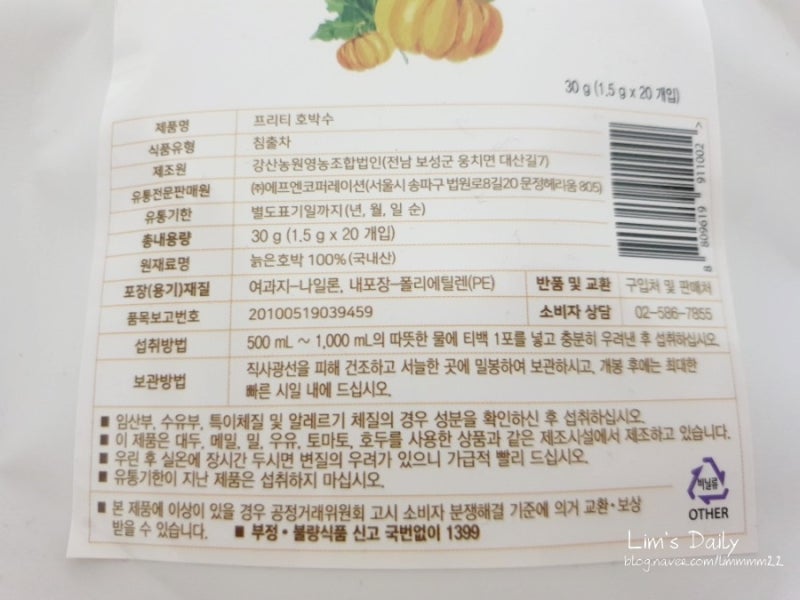 30 g (1.5 g x 20 개입)
제품명 프리티 호박수
식품유형 침출차
제조원 강산농원영농조합법인(전남 보성군 웅치면 대산길7)
유통전문판매원 ㈜에프엔코퍼레이션(서울시 송파구 법원로8길20 문정헤리움 805)
유통기한 별도표기일까지(년, 월, 일 순)
총내용량 30 g (1.5 g x 20 개입)
원재료명 늙은호박 100%(국내산)
포장(용기)재질 여과지-나일론, 내포장-폴리에틸렌(PE) 반품 및 교환 구입처 및 판매처
품목보고번호 20100519039459 소비자 상담 02-586-7855
섭취방법 500 mL ~ 1,000 mL의 따뜻한 물에 티백 1포를 넣고 충분히 우려낸 후 섭취하십시오.
보관방법 직사광선을 피해 건조하고 서늘한 곳에 밀봉하여 보관하시고, 개봉 후에는 최대한
빠른 시일 내에 드십시오.
8 809619 911002 >
■ 임산부, 수유부, 특이체질 및 알레르기 체질의 경우 성분을 확인하신 후 섭취하십시오.
■ 이 제품은 대두, 메밀, 밀, 우유, 토마토, 호두를 사용한 상품과 같은 제조시설에서 제조하고 있습니다.
■ 우린 후 실온에 장시간 두시면 변질의 우려가 있으니 가급적 빨리 드십시오.
■ 유통기한이 지난 제품은 섭취하지 마십시오.
비닐류
OTHER
■ 본 제품에 이상이 있을 경우 공정거래위원회 고시 소비자 분쟁해결 기준에 의거 교환·보상
받을 수 있습니다. ■ 부정·불량식품 신고 국번없이 1399
Lim's Daily
blog.naver.com/limmmm22